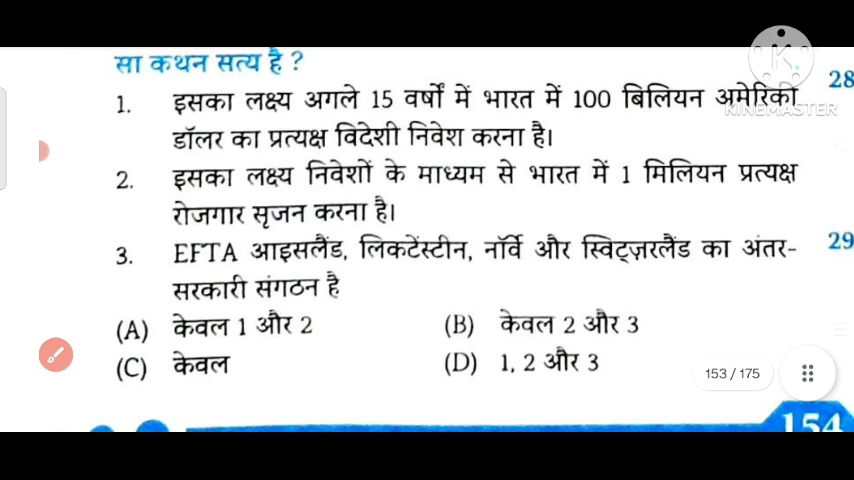 सा कथन सत्य है ?
28
KINEMASTER
1. इसका लक्ष्य अगले 15 वर्षों में भारत में 100 बिलियन अमेरिकी
डॉलर का प्रत्यक्ष विदेशी निवेश करना है।
2. इसका लक्ष्य निवेशों के माध्यम से भारत में 1 मिलियन प्रत्यक्ष
रोजगार सृजन करना है।
3. EFTA आइसलैंड, लिकटेंस्टीन, नॉर्वे और स्विट्ज़रलैंड का अंतर-
29
सरकारी संगठन है
(A) केवल 1 और 2 (B) केवल 2 और 3
(C) केवल (D) 1, 2 और 3
153 / 175
154